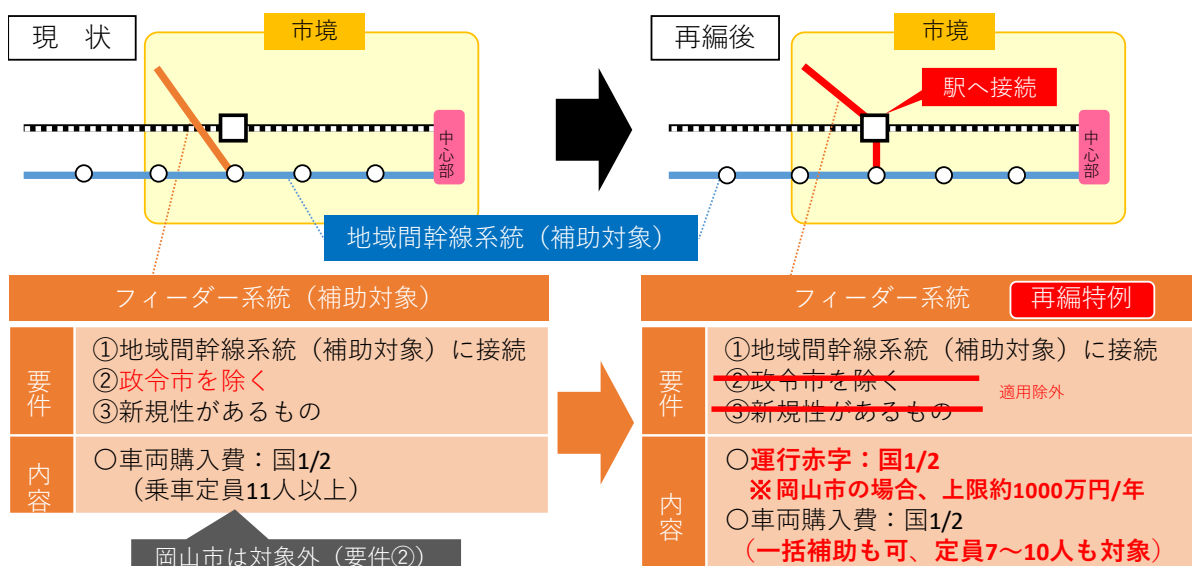 現 状
市境
中心部
再編後
市境
駅へ接続
中心部
地域間幹線系統（補助対象）
フィーダー系統（補助対象）
要件
①地域間幹線系統（補助対象）に接続
②政令市を除く
③新規性があるもの
内容
〇車両購入費：国1/2
（乗車定員11人以上）
岡山市は対象外（要件②）
フィーダー系統
再編特例
要件
①地域間幹線系統（補助対象）に接続
②政令市を除く
③新規性があるもの
適用除外
内容
〇運行赤字：国1/2
※岡山市の場合、上限約1000万円/年
〇車両購入費：国1/2
（一括補助も可、定員7～10人も対象）